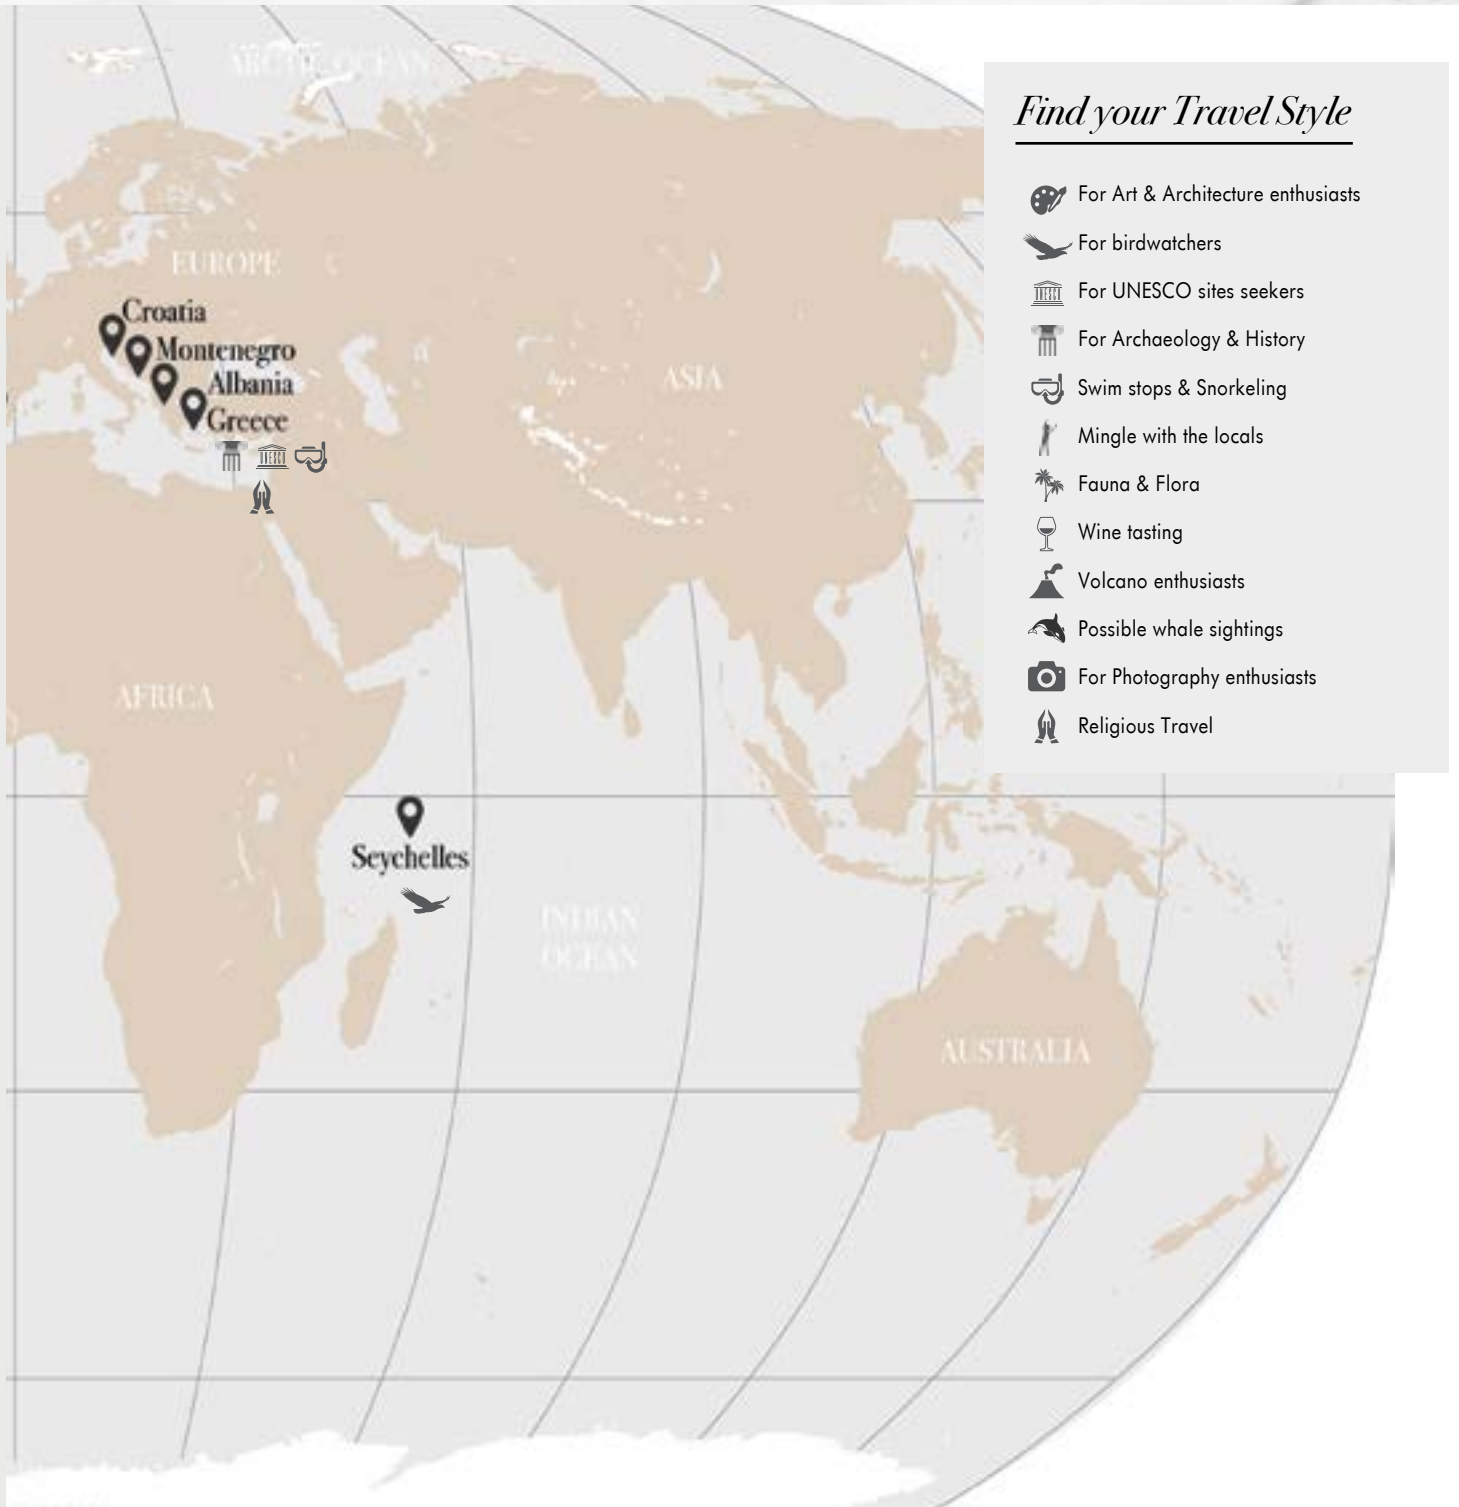 ARCTIC OCEAN
EUROPE
Croatia
Montenegro
Albania
Greece
UNESCO
ASIA
AFRICA
Seychelles
INDIAN
OCEAN
AUSTRALIA
Find your Travel Style
For Art & Architecture enthusiasts
For birdwatchers
UNESCO
For UNESCO sites seekers
For Archaeology & History
Swim stops & Snorkeling
Mingle with the locals
Fauna & Flora
Wine tasting
Volcano enthusiasts
Possible whale sightings
For Photography enthusiasts
Religious Travel